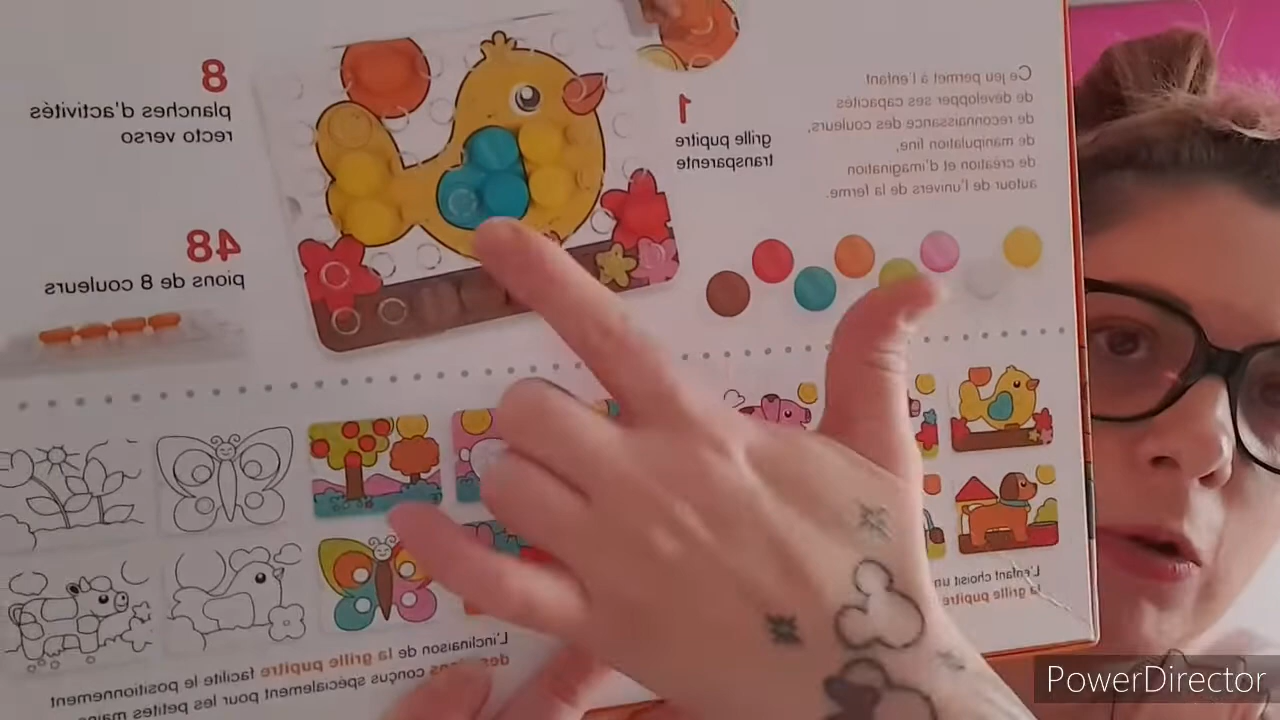 8
planches d'activités
recto verso
48
pions de 8 couleurs
1
grille pupitre
transparente
Ce jeu permet à l'enfant
de développer ses capacités
de reconnaissance des couleurs,
de manipulation fine,
de création et d'imagination
autour de l'univers de la ferme.
L'enfant choisit un
la grille pupitre
L'inclinaison de la grille pupitre facilite le positionnement
conçus spécialement pour les petites mains
PowerDirector